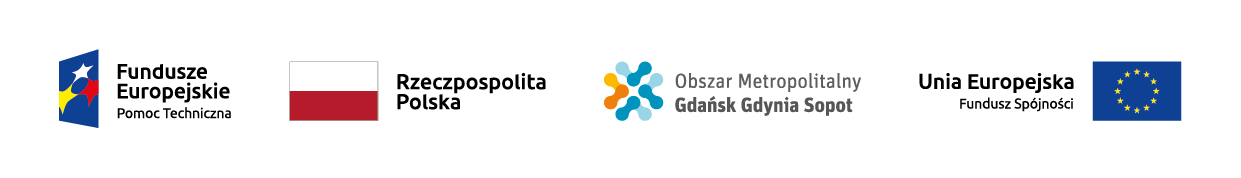 Fundusze
Europejskie
Pomoc Techniczna
Rzeczpospolita
Polska
Obszar Metropolitalny
Gdańsk Gdynia Sopot
Unia Europejska
Fundusz Spójności